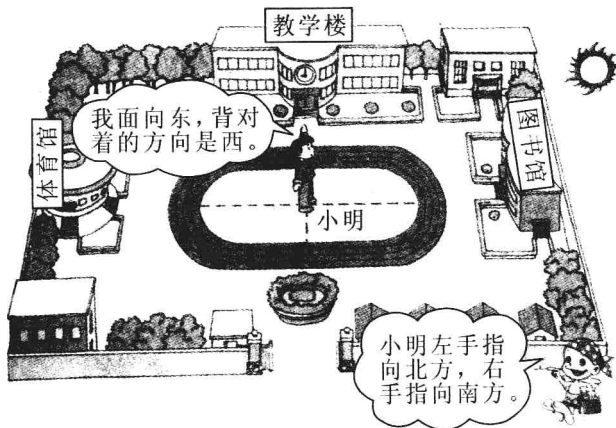 教学楼
我面向东,背对
着的方向是西。
体育馆
图书馆
小明
小明左手指
向北方，右
手指向南方。